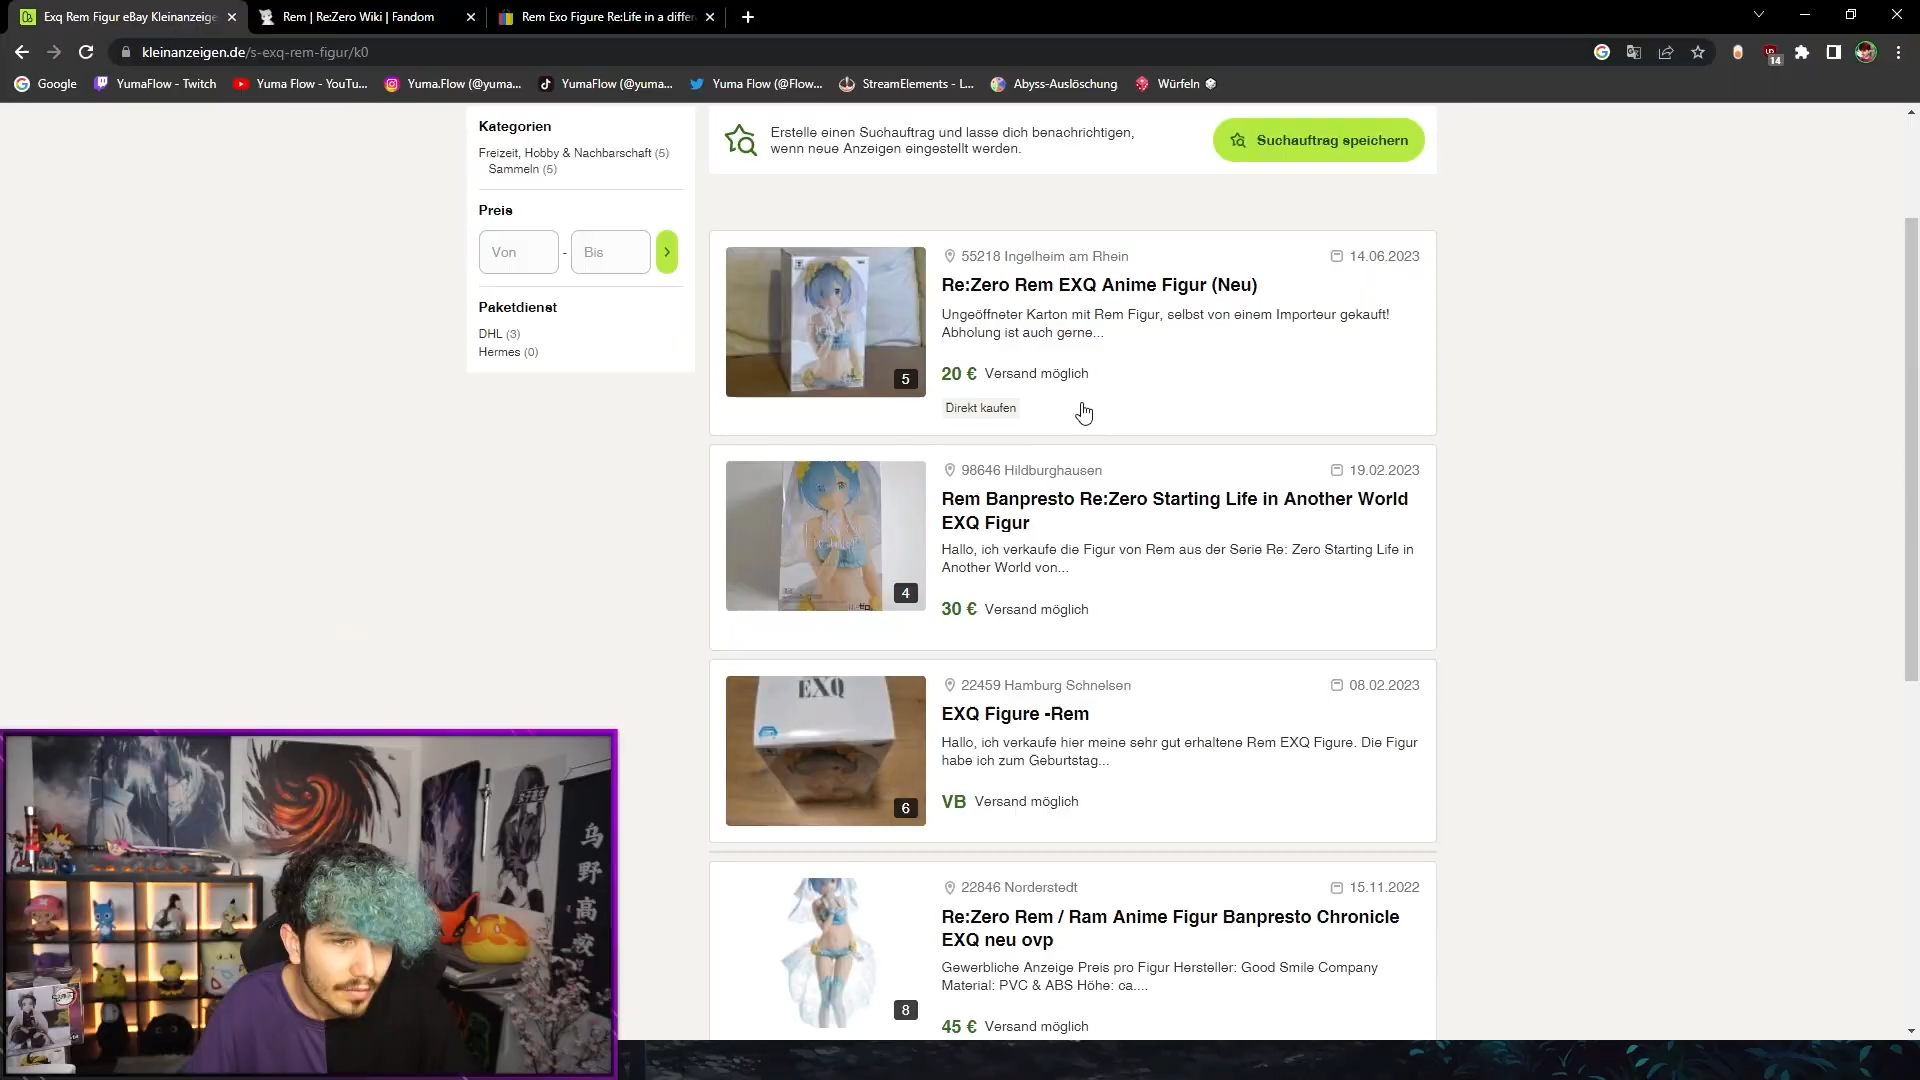 Exq Rem Figur eBay Kleinanzeige
Rem | Re:Zero Wiki | Fandom
Rem Exo Figure Re:Life in a differ
kleinanzeigen.de/s-exq-rem-figur/k0
14
Google
YumaFlow - Twitch
Yuma Flow - YouTu...
Yuma.Flow (@yuma...
YumaFlow (@yuma...
Yuma Flow (@Flow...
StreamElements - L...
Abyss-Auslöschung
Würfeln
Kategorien
Freizeit, Hobby & Nachbarschaft (5)
Sammeln (5)
Preis
Von
-
Bis
Paketdienst
DHL (3)
Hermes (0)
Erstelle einen Suchauftrag und lasse dich benachrichtigen,
wenn neue Anzeigen eingestellt werden.
Suchauftrag speichern
55218 Ingelheim am Rhein
14.06.2023
Re:Zero Rem EXQ Anime Figur (Neu)
Ungeöffneter Karton mit Rem Figur, selbst von einem Importeur gekauft!
Abholung ist auch gerne...
20 € Versand möglich
Direkt kaufen
5
98646 Hildburghausen
19.02.2023
Rem Banpresto Re:Zero Starting Life in Another World
EXQ Figur
Hallo, ich verkaufe die Figur von Rem aus der Serie Re: Zero Starting Life in
Another World von...
30 € Versand möglich
4
22459 Hamburg Schnelsen
08.02.2023
EXQ Figure -Rem
Hallo, ich verkaufe hier meine sehr gut erhaltene Rem EXQ Figure. Die Figur
habe ich zum Geburtstag...
VB Versand möglich
EXQ
6
22846 Norderstedt
15.11.2022
Re:Zero Rem / Ram Anime Figur Banpresto Chronicle
EXQ neu ovp
Gewerbliche Anzeige Preis pro Figur Hersteller: Good Smile Company
Material: PVC & ABS Höhe: ca....
45 € Versand möglich
8
烏野高校